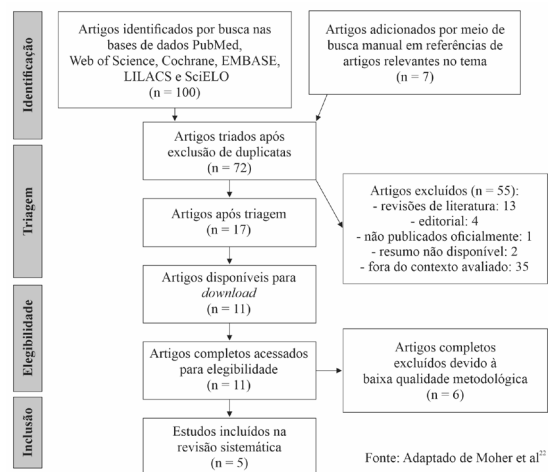 Identificação
Artigos identificados por busca nas
bases de dados PubMed,
Web of Science, Cochrane, EMBASE,
LILACS e SciELO
(n = 100)
Artigos adicionados por meio de
busca manual em referências de
artigos relevantes no tema
(n = 7)
Artigos triados após
exclusão de duplicatas
(n = 72)
Triagem
Artigos excluídos (n = 55):
- revisões de literatura: 13
- editorial: 4
- não publicados oficialmente: 1
- resumo não disponível: 2
- fora do contexto avaliado: 35
Artigos após triagem
(n = 17)
Artigos disponíveis para
download
(n = 11)
Elegibilidade
Artigos completos acessados
para elegibilidade
(n = 11)
Artigos completos
excluídos devido à
baixa qualidade metodológica
(n = 6)
Inclusão
Estudos incluídos na
revisão sistemática
(n = 5)
Fonte: Adaptado de Moher et al22